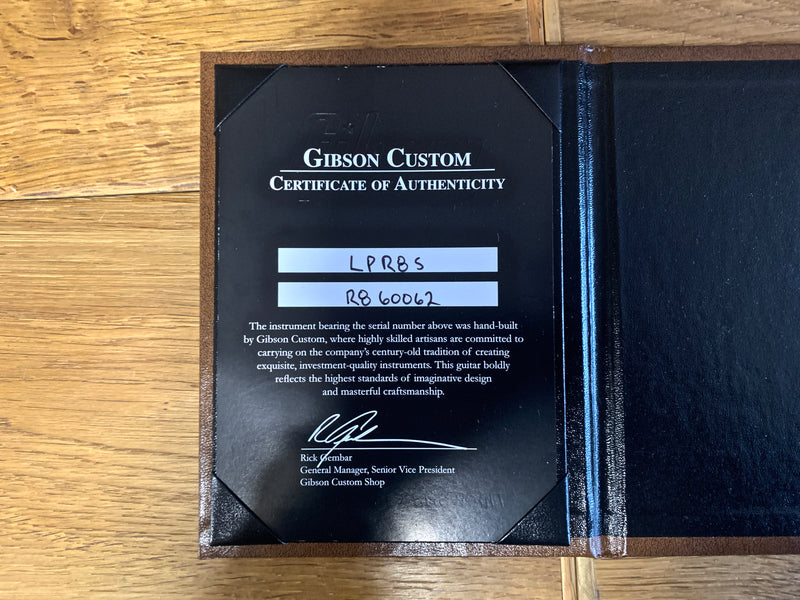 GIBSON CUSTOM
CERTIFICATE OF AUTHENTICITY
LPR8S
R8 60062
The instrument bearing the serial number above was hand-built
by Gibson Custom, where highly skilled artisans are committed to
carrying on the company's century-old tradition of creating
exquisite, investment-quality instruments. This guitar boldly
reflects the highest standards of imaginative design
and masterful craftsmanship.
Rick Gembar
General Manager, Senior Vice President
Gibson Custom Shop